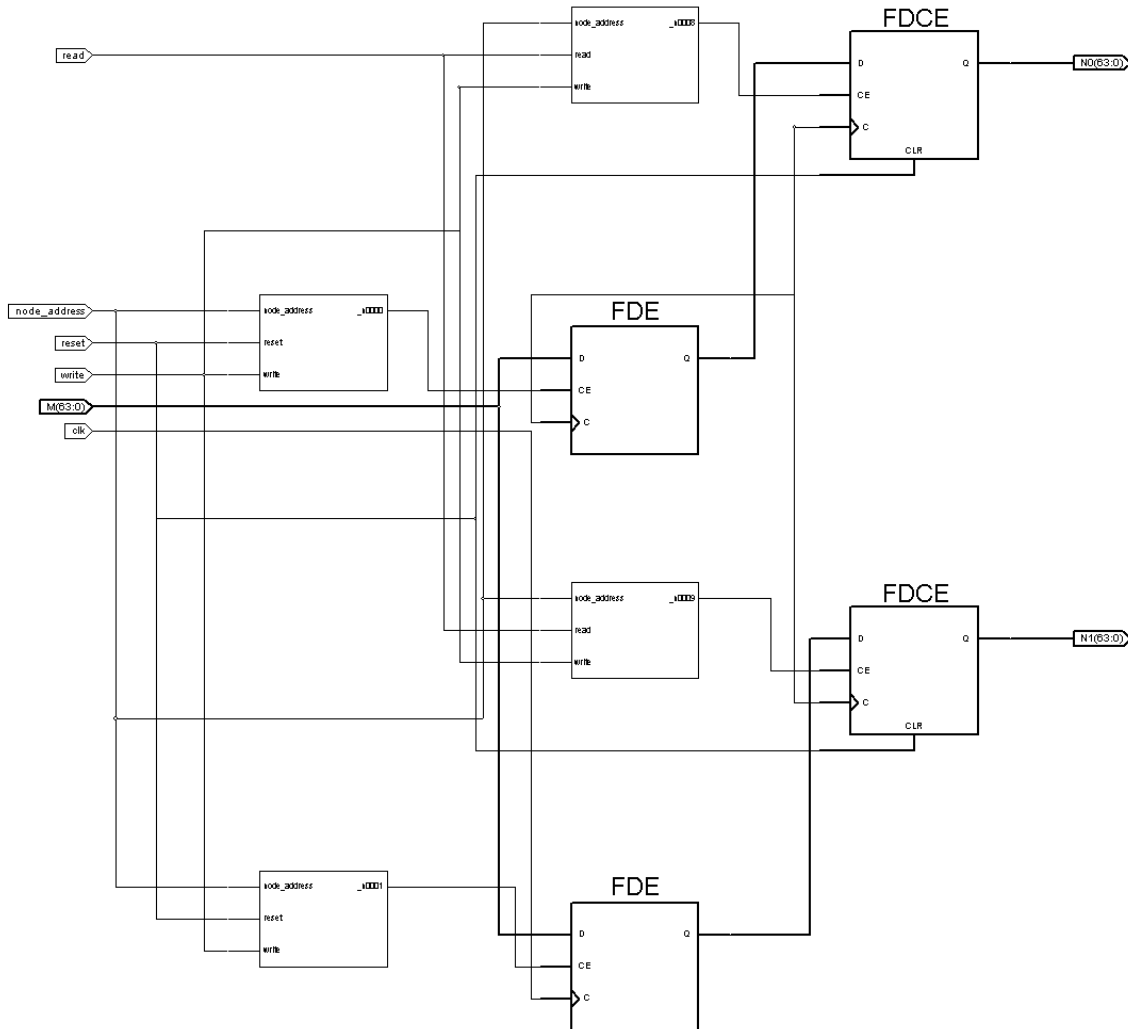 FDCE
node_address _n0008
read
write
read
D Q
CE
C
CLR
N0(63:0)
node_address
reset
write
M(63:0)
clk
node_address _n0000
reset
write
FDE
D Q
CE
C
FDCE
node_address _n0009
read
write
D Q
CE
C
CLR
N1(63:0)
node_address _n0001
reset
write
FDE
D Q
CE
C